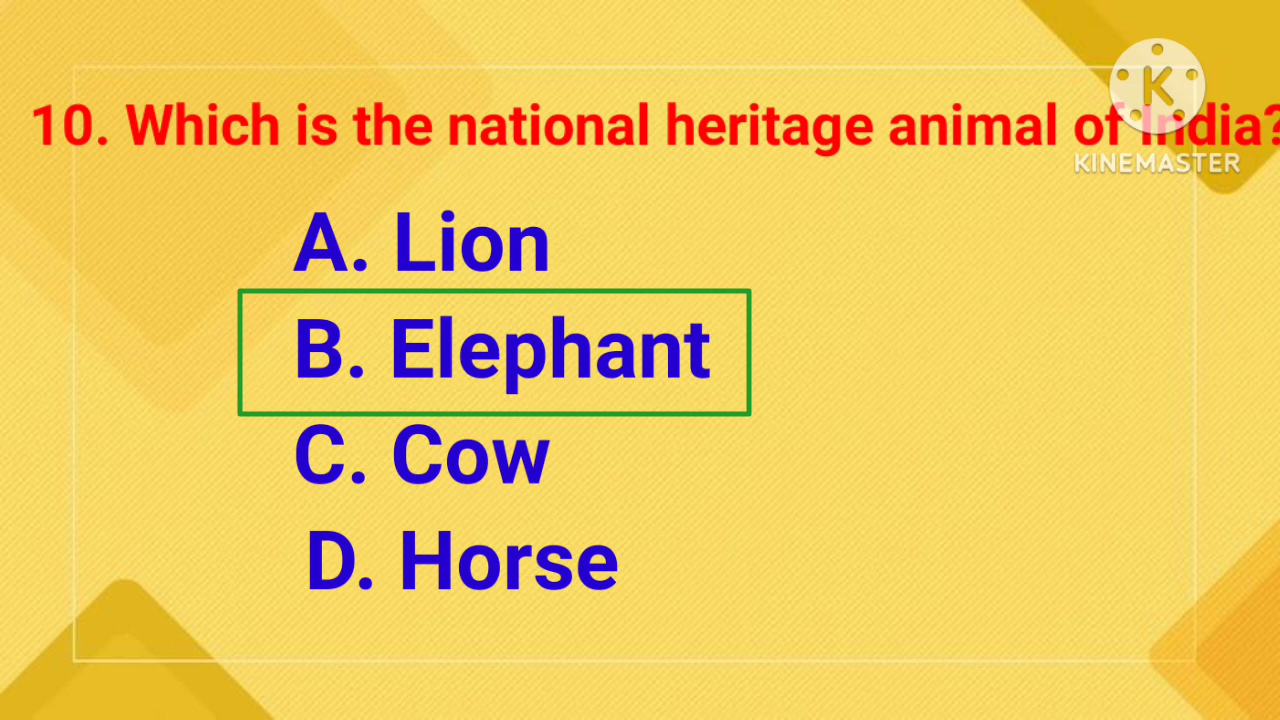 10. Which is the national heritage animal of India?
K
KINEMASTER
A. Lion
B. Elephant
C. Cow
D. Horse